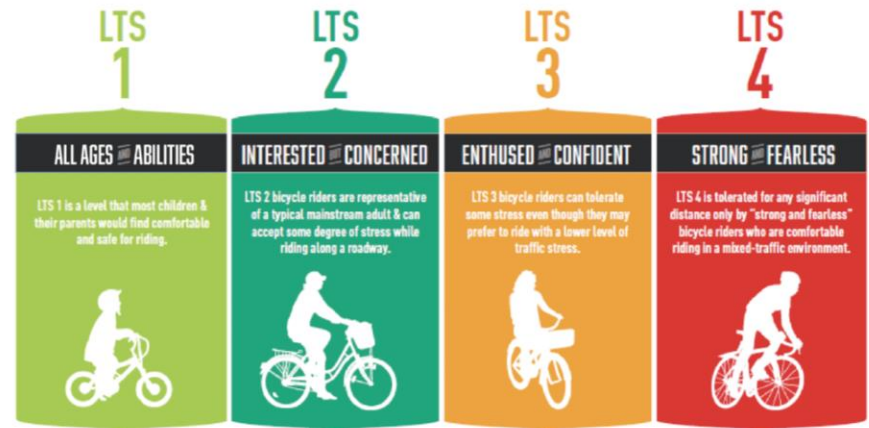 LTS
1
ALL AGES AND ABILITIES
LTS 1 is a level that most children &
their parents would find comfortable
and safe for riding.
LTS
2
INTERESTED AND CONCERNED
LTS 2 bicycle riders are representative
of a typical mainstream adult & can
accept some degree of stress while
riding along a roadway.
LTS
3
ENTHUSED AND CONFIDENT
LTS 3 bicycle riders can tolerate
some stress even though they may
prefer to ride with a lower level of
traffic stress.
LTS
4
STRONG AND FEARLESS
LTS 4 is tolerated for any significant
distance only by "strong and fearless"
bicycle riders who are comfortable
riding in a mixed-traffic environment.